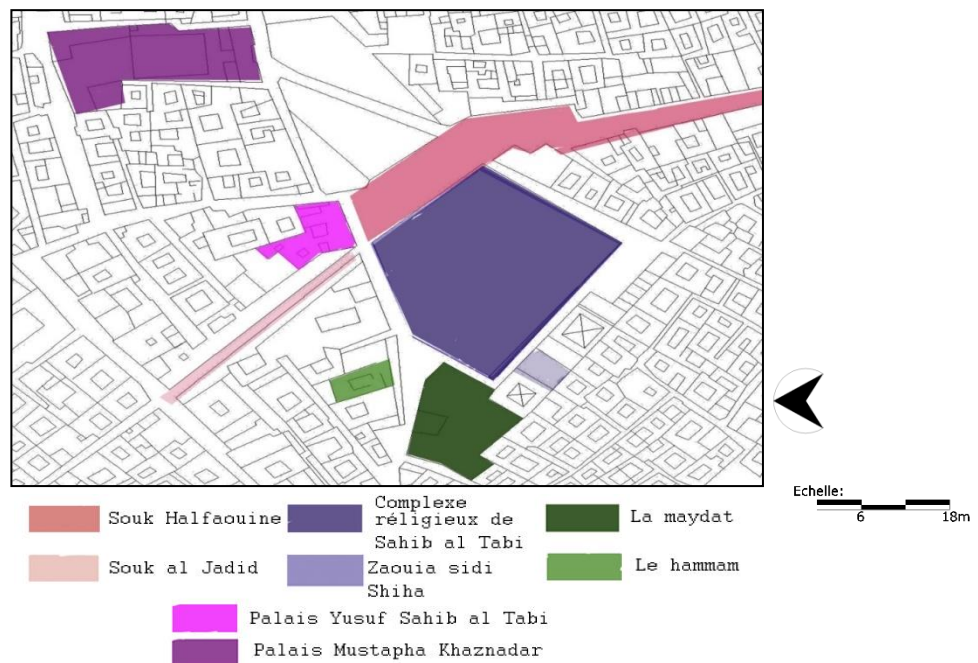 Echelle:
6 18m
Souk Halfaouine
Complexe
réligieux de
Sahib al Tabi
La maydat
Souk al Jadid
Zaouia sidi
Shiha
Le hammam
Palais Yusuf Sahib al Tabi
Palais Mustapha Khaznadar